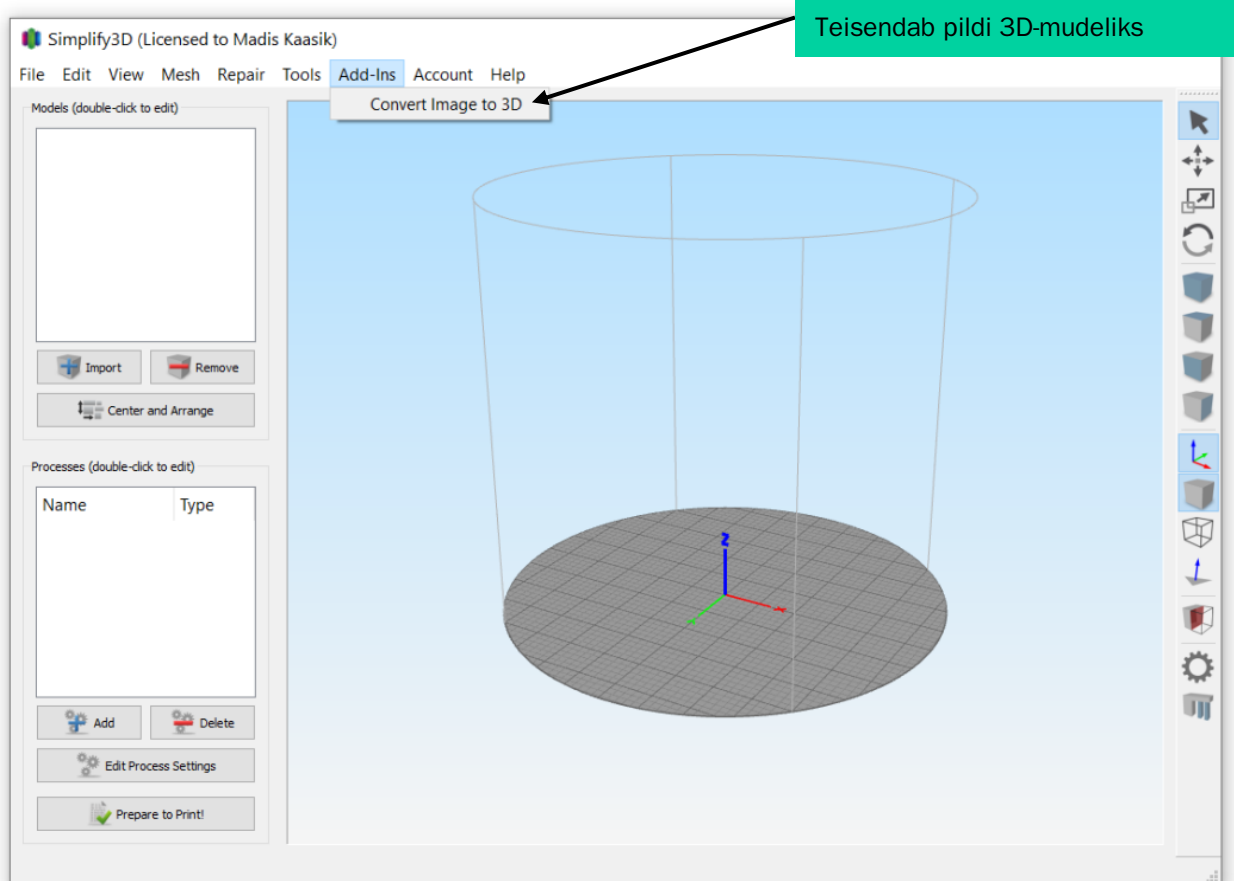 Teisendab pildi 3D-mudeliks
Simplify3D (Licensed to Madis Kaasik)
File Edit View Mesh Repair Tools Add-Ins Account Help
Convert Image to 3D
Models (double-click to edit)
Import Remove
Center and Arrange
Processes (double-click to edit)
Name Type
Add Delete
Edit Process Settings
Prepare to Print!
Z